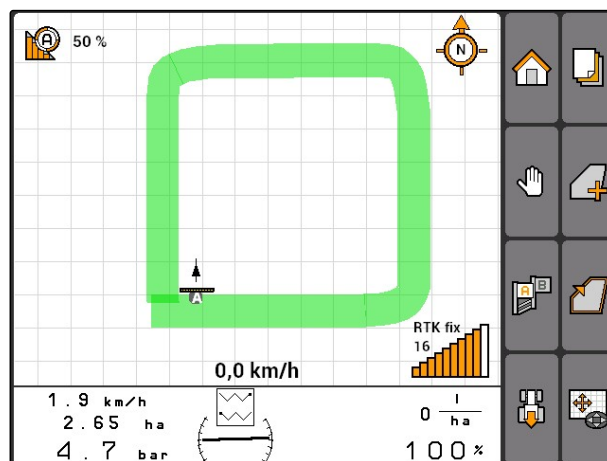 A 50 %
N
A
A B
RTK fix
16
0,0 km/h
1.9 km/h
2.65 ha
4.7 bar
0 l/ha
100%